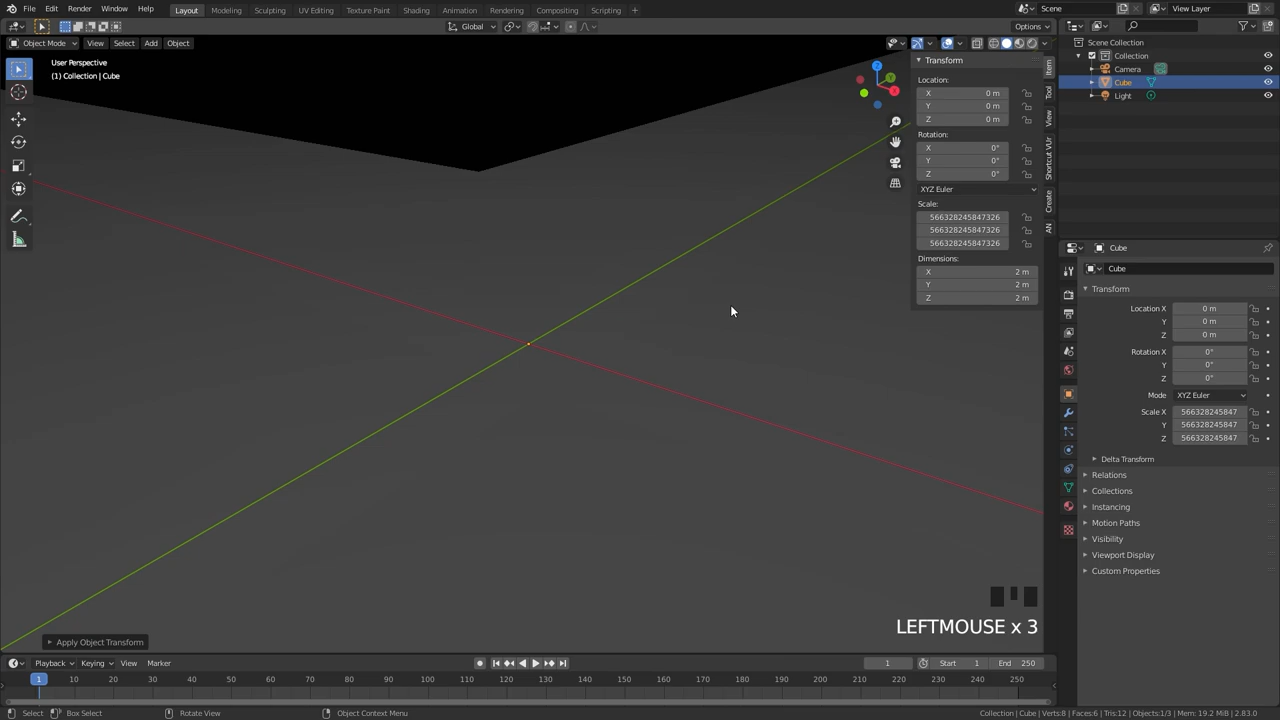 File Edit Render Window Help Layout Modeling Sculpting UV Editing Texture Paint Shading Animation Rendering Compositing Scripting + Scene View Layer
Global Options
Object Mode View Select Add Object
User Perspective
(1) Collection | Cube
Z
Y
X
Transform
Location:
X 0 m
Y 0 m
Z 0 m
Rotation:
X 0°
Y 0°
Z 0°
XYZ Euler
Scale:
566328245847326
566328245847326
566328245847326
Dimensions:
X 2 m
Y 2 m
Z 2 m
Item
Tool
View
Shortcut VUr
Create
AN
Scene Collection
Collection
Camera
Cube
Light
Cube
Cube
Transform
Location X 0 m
Y 0 m
Z 0 m
Rotation X 0°
Y 0°
Z 0°
Mode XYZ Euler
Scale X 566328245847
Y 566328245847
Z 566328245847
Delta Transform
Relations
Collections
Instancing
Motion Paths
Visibility
Viewport Display
Custom Properties
LEFTMOUSE x 3
Apply Object Transform
Playback Keying View Marker 1 Start 1 End 250
1 10 20 30 40 50 60 70 80 90 100 110 120 130 140 150 160 170 180 190 200 210 220 230 240 250
Select Box Select Rotate View Object Context Menu Collection | Cube | Verts:8 | Faces:6 | Tris:12 | Objects:1/3 | Mem: 19.2 MiB | 2.83.0